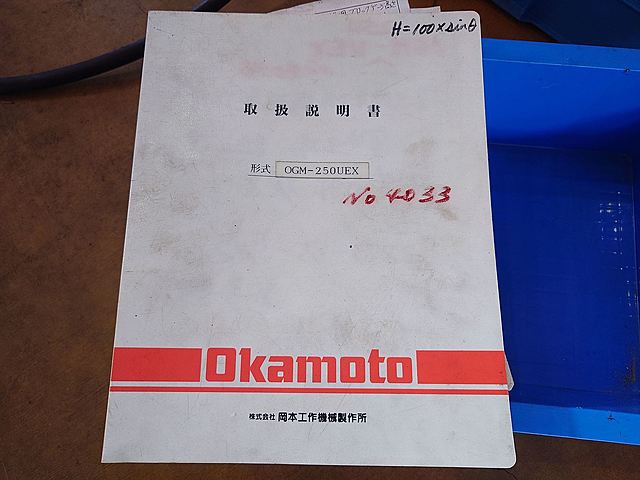 H=100×sinθ
取扱説明書
形式 OGM-250UEX
No 4033
Okamoto
株式会社 岡本工作機械製作所